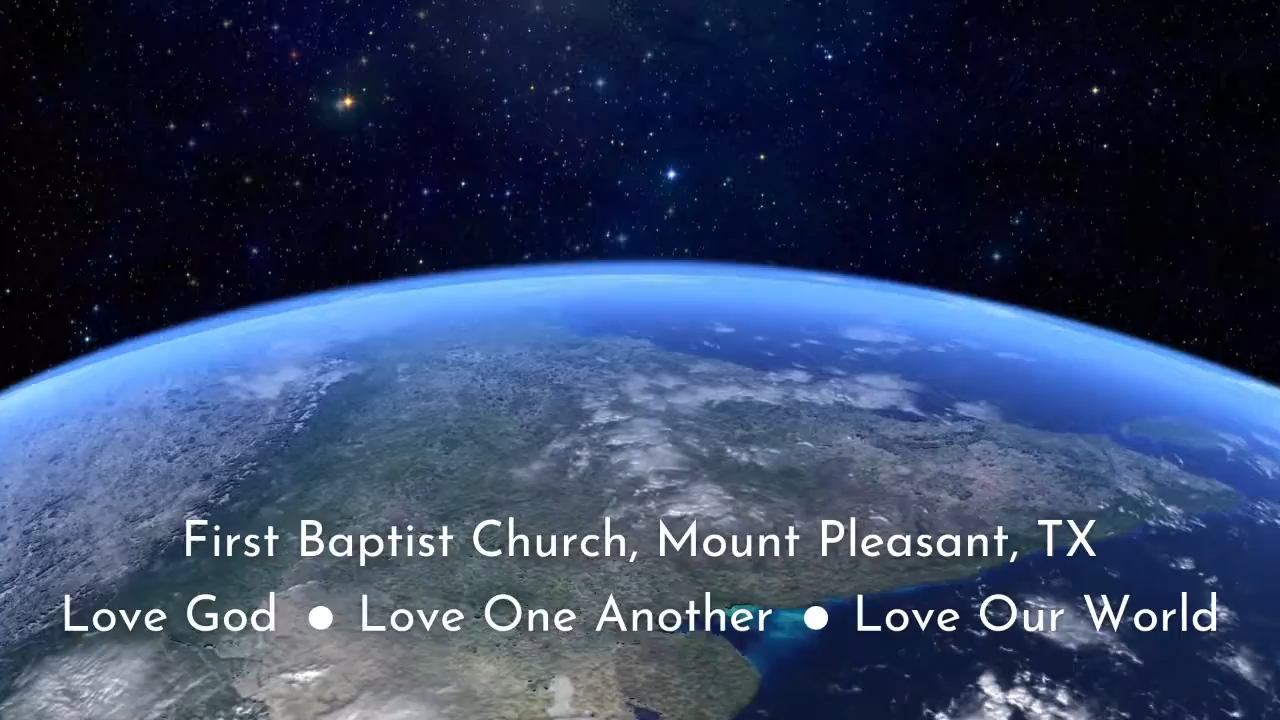 First Baptist Church, Mount Pleasant, TX
Love God ● Love One Another ● Love Our World